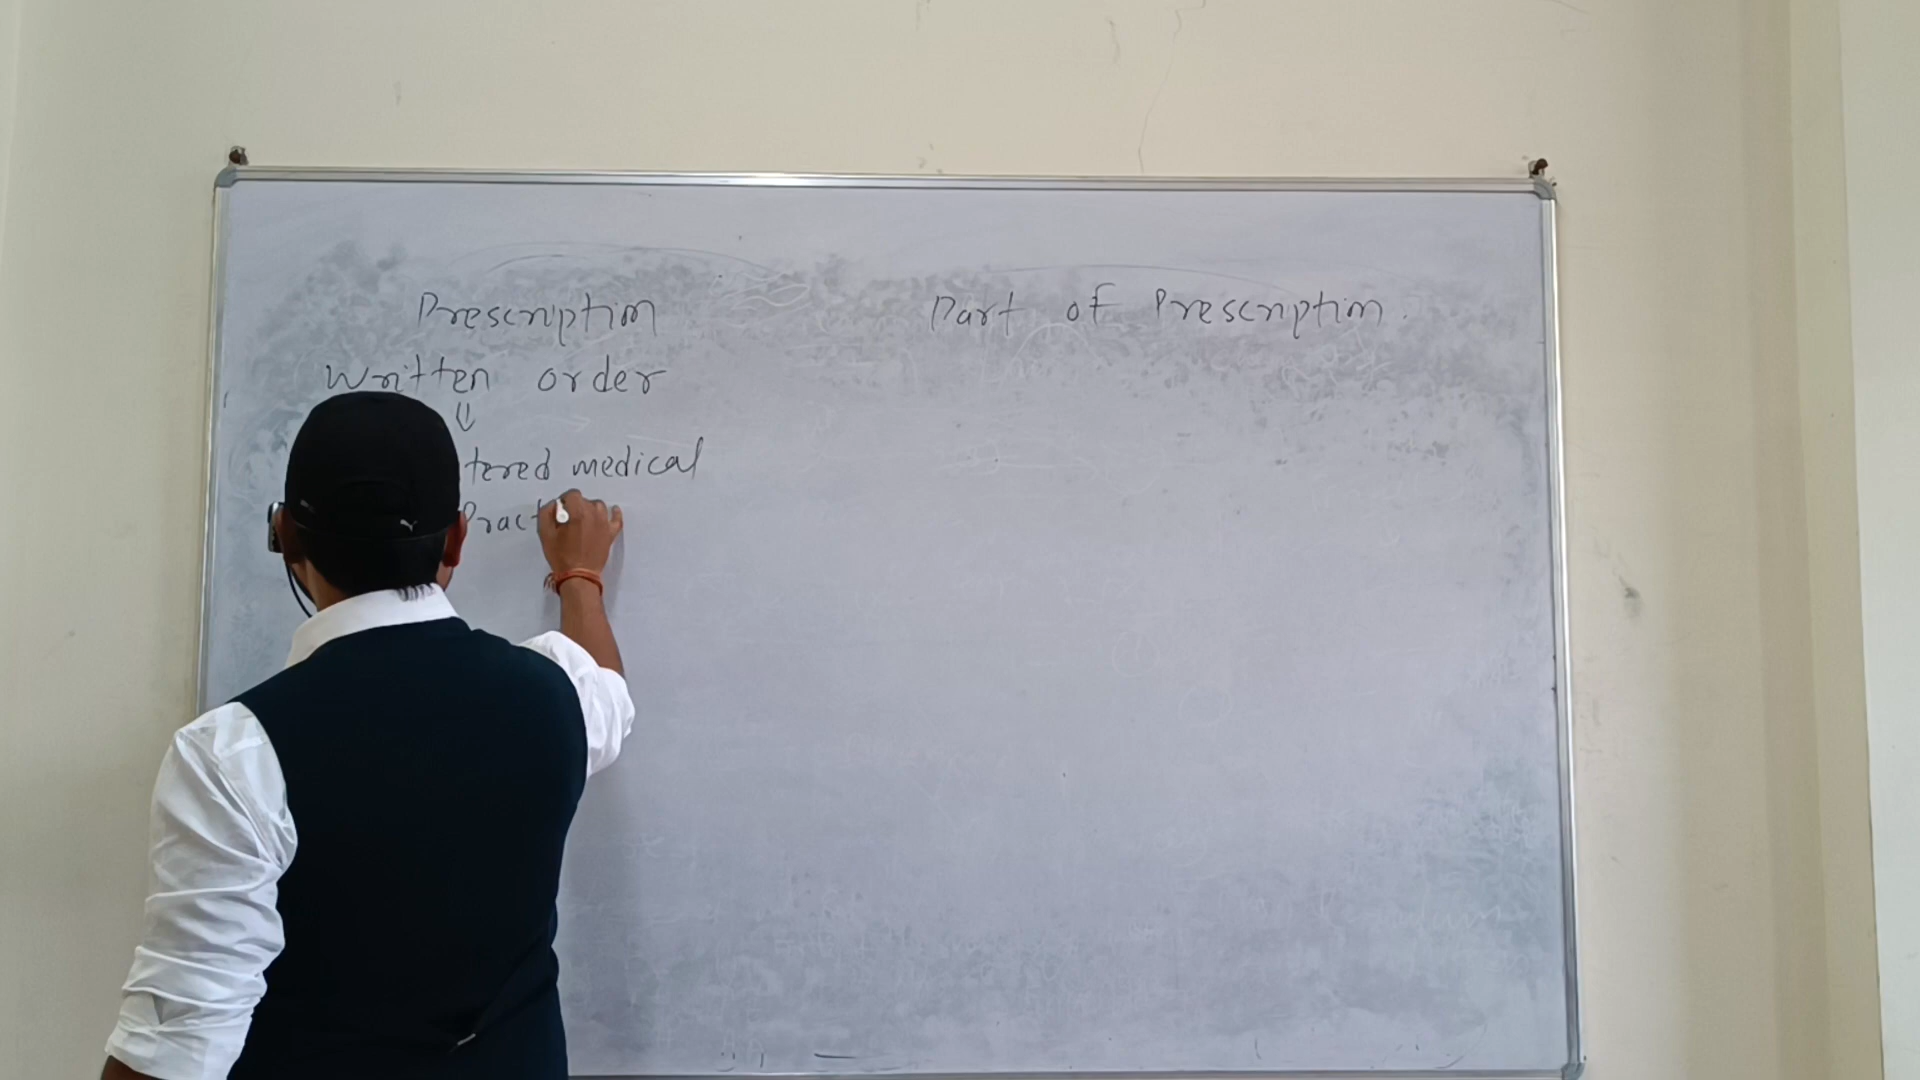 Prescription
Part of Prescription.
Written order
tered medical
Pract